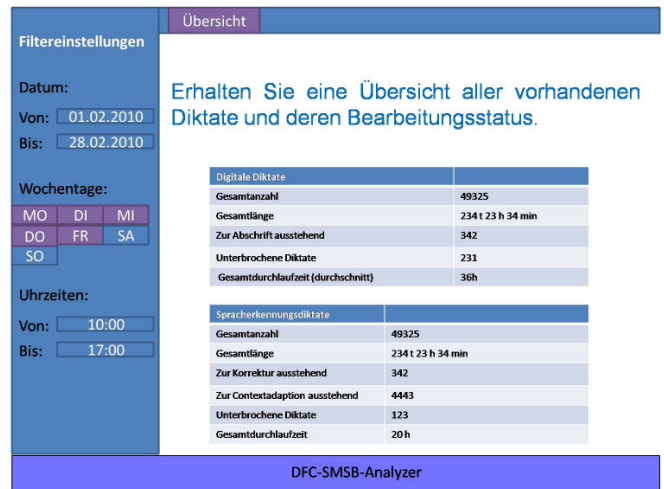 Übersicht
Filtereinstellungen
Datum:
Von: 01.02.2010
Bis: 28.02.2010
Wochentage:
MO DI MI
DO FR SA
SO
Uhrzeiten:
Von: 10:00
Bis: 17:00
Erhalten Sie eine Übersicht aller vorhandenen
Diktate und deren Bearbeitungsstatus.
Digitale Diktate
Gesamtanzahl 49325
Gesamtlänge 234 t 23 h 34 min
Zur Abschrift ausstehend 342
Unterbrochene Diktate 231
Gesamtdurchlaufzeit (durchschnitt) 36h
Spracherkennungsdiktate
Gesamtanzahl 49325
Gesamtlänge 234 t 23 h 34 min
Zur Korrektur ausstehend 342
Zur Contextadaption ausstehend 4443
Unterbrochene Diktate 123
Gesamtdurchlaufzeit 20 h
DFC-SMSB-Analyzer